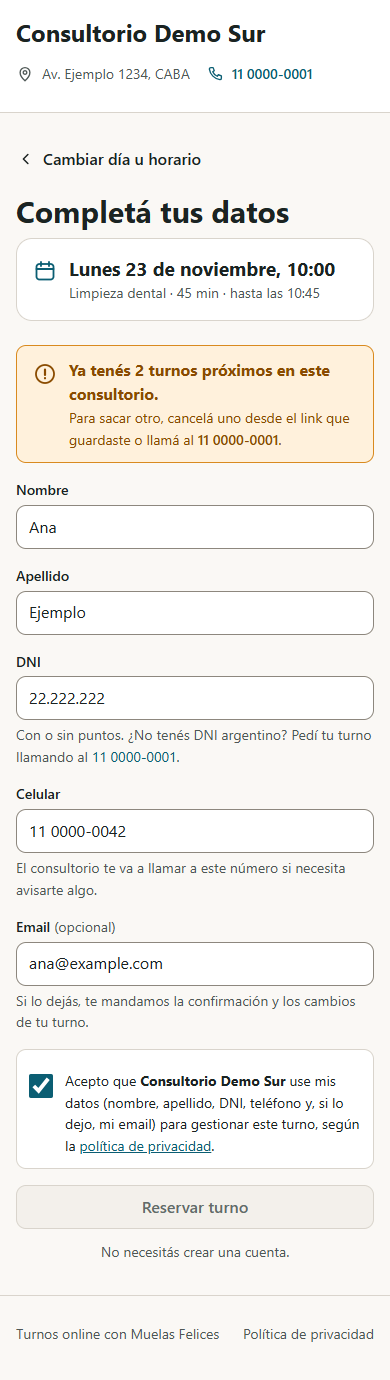 Consultorio Demo Sur
Av. Ejemplo 1234, CABA 11 0000-0001
Cambiar día u horario
Completá tus datos
Lunes 23 de noviembre, 10:00
Limpieza dental · 45 min · hasta las 10:45
Ya tenés 2 turnos próximos en este
consultorio.
Para sacar otro, cancelá uno desde el link que
guardaste o llamá al 11 0000-0001.
Nombre
Ana
Apellido
Ejemplo
DNI
22.222.222
Con o sin puntos. ¿No tenés DNI argentino? Pedí tu turno
llamando al 11 0000-0001.
Celular
11 0000-0042
El consultorio te va a llamar a este número si necesita
avisarte algo.
Email (opcional)
ana@example.com
Si lo dejás, te mandamos la confirmación y los cambios
de tu turno.
Acepto que Consultorio Demo Sur use mis
datos (nombre, apellido, DNI, teléfono y, si lo
dejo, mi email) para gestionar este turno, según
la política de privacidad.
Reservar turno
No necesitás crear una cuenta.
Turnos online con Muelas Felices Política de privacidad